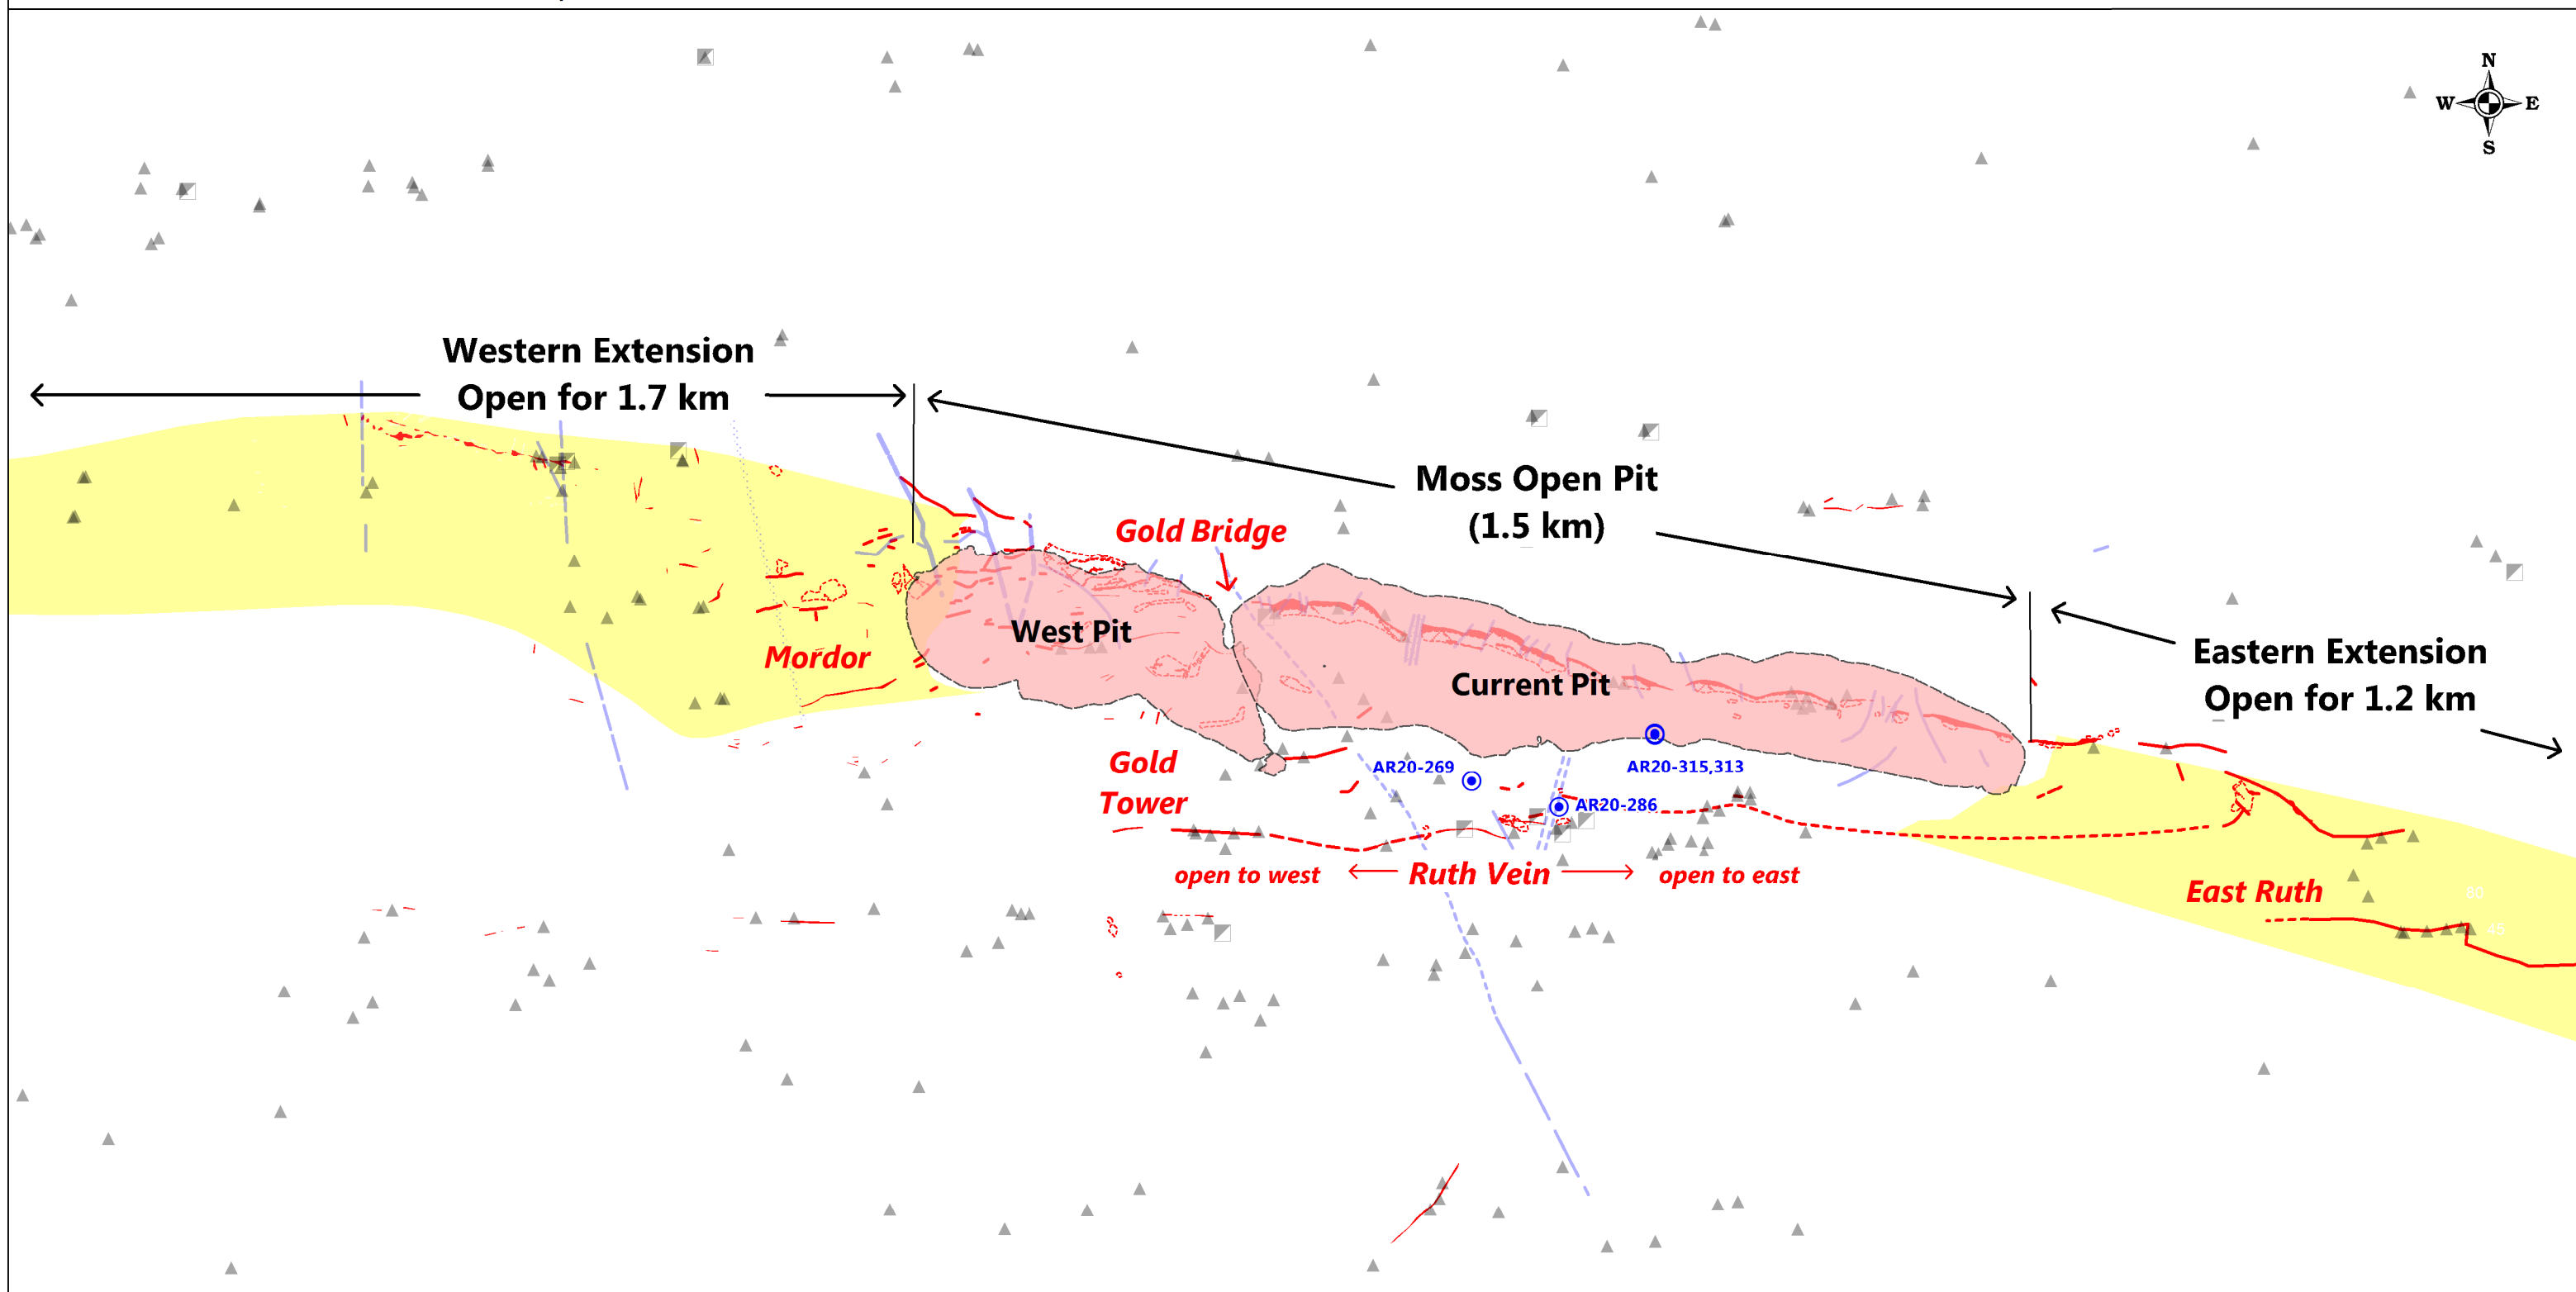 N
W E
S
Western Extension
Open for 1.7 km
Moss Open Pit
(1.5 km)
Gold Bridge
West Pit
Mordor
Current Pit
Eastern Extension
Open for 1.2 km
Gold
Tower
AR20-269
AR20-315,313
AR20-286
open to west
Ruth Vein
open to east
East Ruth
80
45